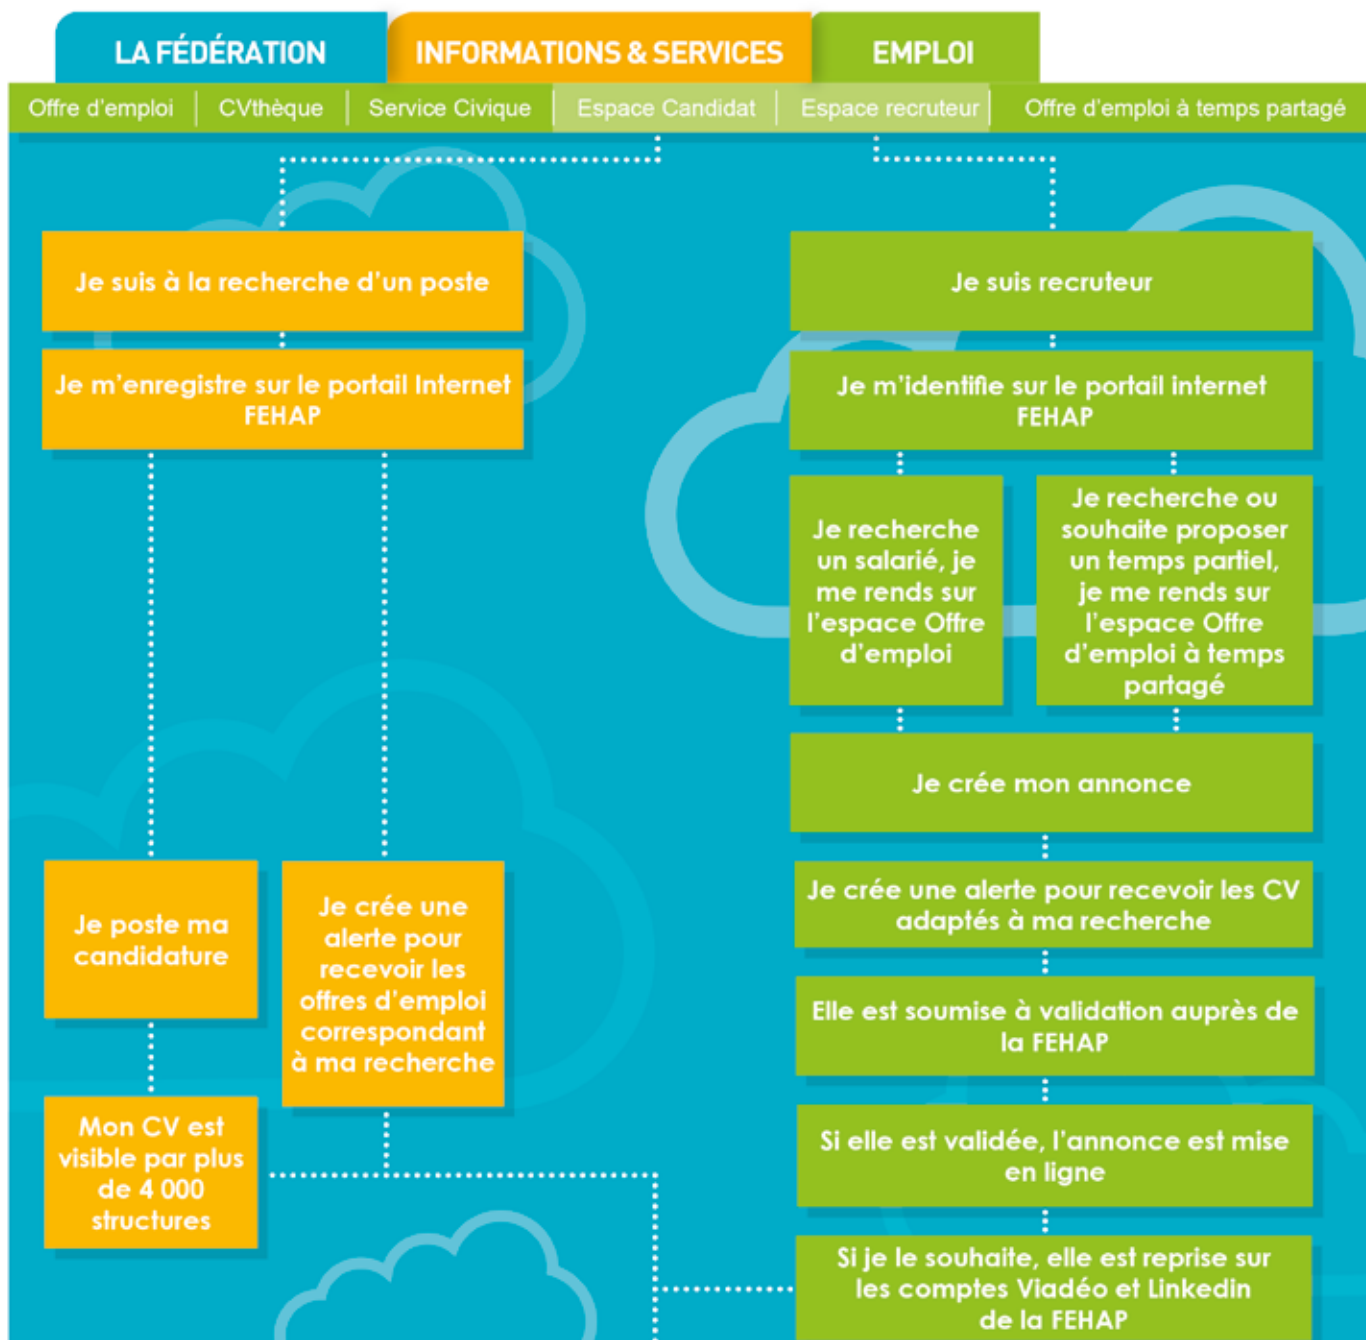 LA FÉDÉRATION
INFORMATIONS & SERVICES
EMPLOI
Offre d'emploi
CVthèque
Service Civique
Espace Candidat
Espace recruteur
Offre d'emploi à temps partagé
Je suis à la recherche d'un poste
Je m'enregistre sur le portail Internet
FEHAP
Je poste ma
candidature
Mon CV est
visible par plus
de 4 000
structures
Je crée une
alerte pour
recevoir les
offres d'emploi
correspondant
à ma recherche
Je suis recruteur
Je m'identifie sur le portail internet
FEHAP
Je recherche
un salarié, je
me rends sur
l'espace Offre
d'emploi
Je recherche ou
souhaite proposer
un temps partiel,
je me rends sur
l'espace Offre
d'emploi à temps
partagé
Je crée mon annonce
Je crée une alerte pour recevoir les CV
adaptés à ma recherche
Elle est soumise à validation auprès de
la FEHAP
Si elle est validée, l'annonce est mise
en ligne
Si je le souhaite, elle est reprise sur
les comptes Viadéo et Linkedin
de la FEHAP